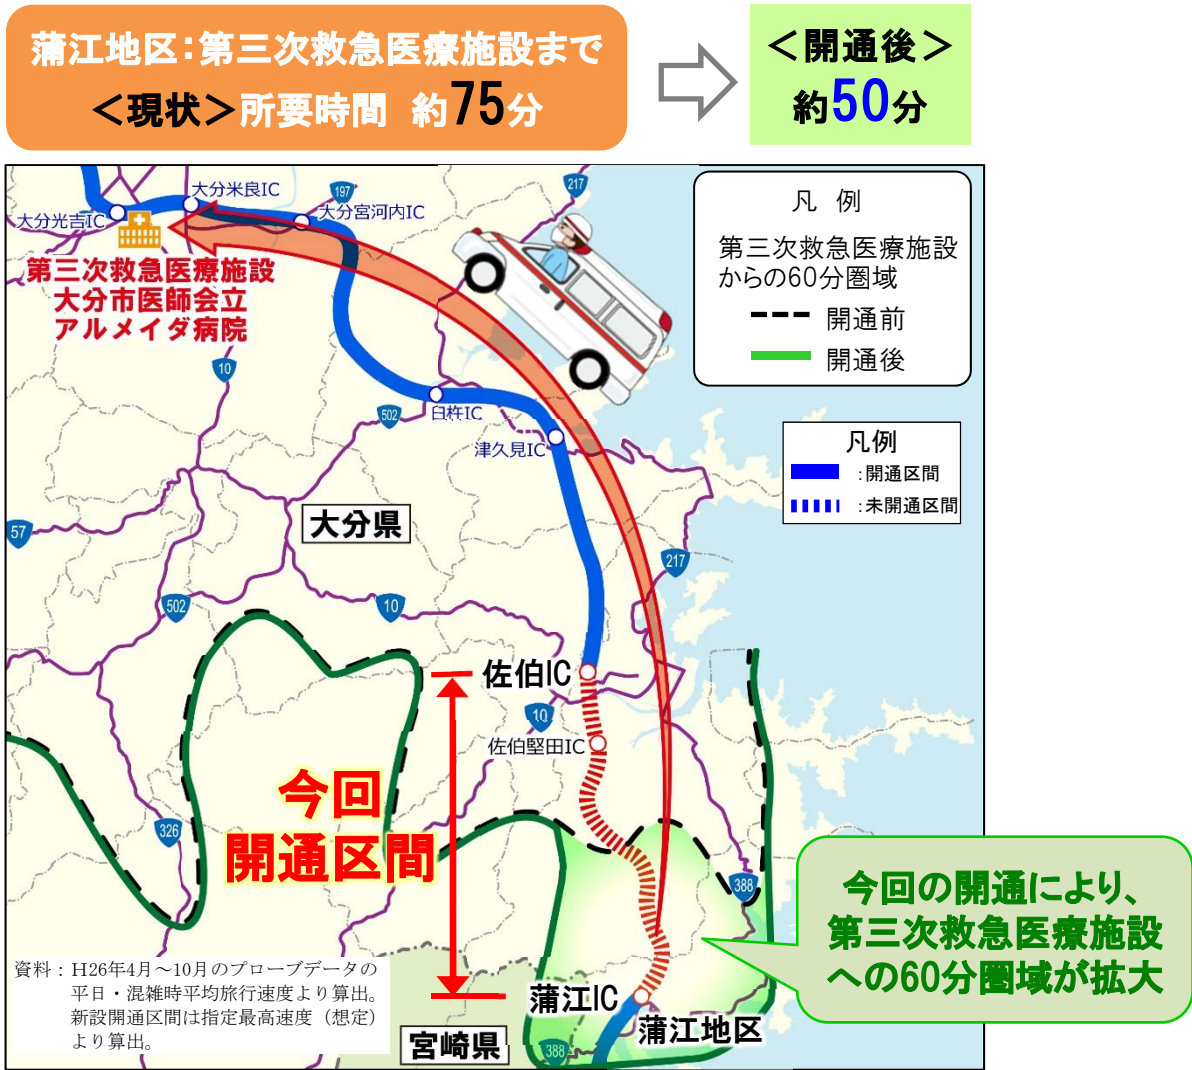 蒲江地区：第三次救急医療施設まで
＜現状＞所要時間 約75分
＜開通後＞
約50分
大分米良IC
大分光吉IC
大分宮河内IC
197
217
第三次救急医療施設
大分市医師会立
アルメイダ病院
凡 例
第三次救急医療施設
からの60分圏域
開通前
開通後
10
502
臼杵IC
津久見IC
凡例
：開通区間
：未開通区間
57
大分県
217
502
10
佐伯IC
10
佐伯堅田IC
今回
開通区間
326
388
今回の開通により、
第三次救急医療施設
への60分圏域が拡大
資料：H26年4月～10月のプローブデータの
平日・混雑時平均旅行速度より算出。
新設開通区間は指定最高速度（想定）
より算出。
蒲江IC
蒲江地区
宮崎県
388